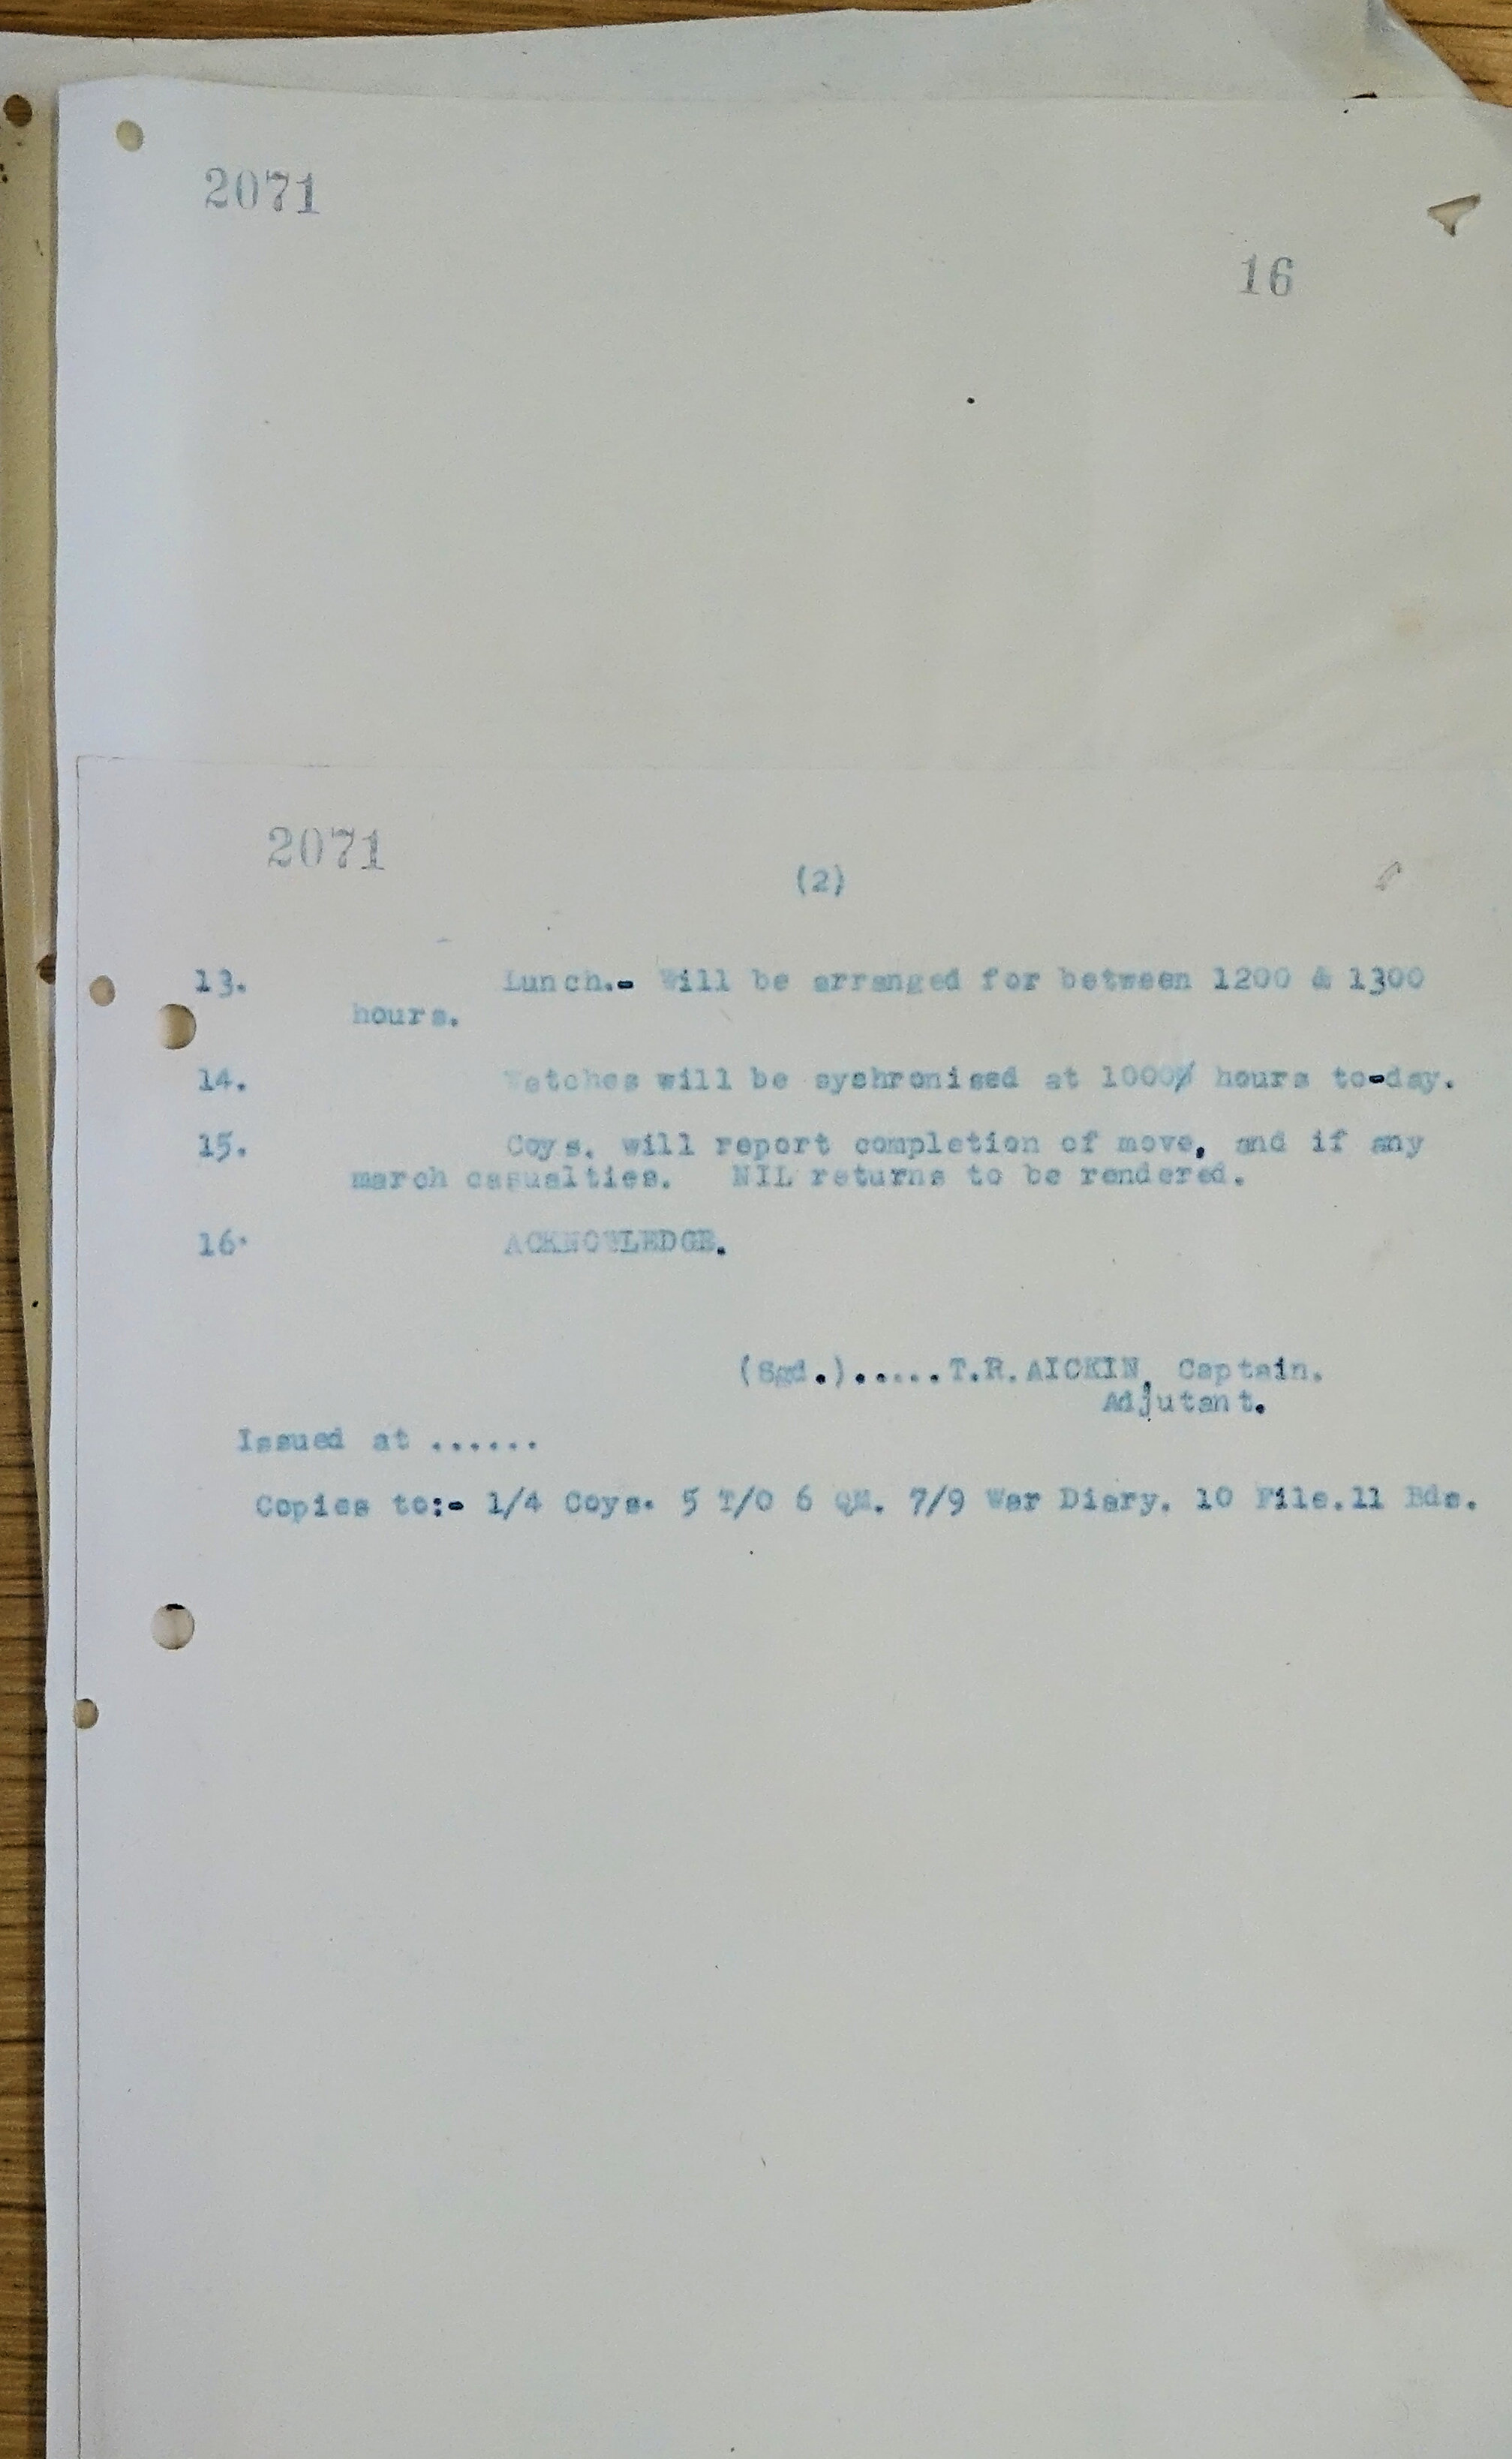 2071
16
2071
(2)
13. Lunch.- Will be arranged for between 1200 & 1300
hours.
14. Watches will be sychronised at 1000 hours to-day.
15. Coys. will report completion of move, and if any
march casualties. NIL returns to be rendered.
16. ACKNOWLEDGE.
(Sgd.).....T.R.AICKIN, Captain.
Adjutant.
Issued at ......
Copies to:- 1/4 Coys. 5 T/O 6 QM. 7/9 War Diary. 10 File.11 Bde.